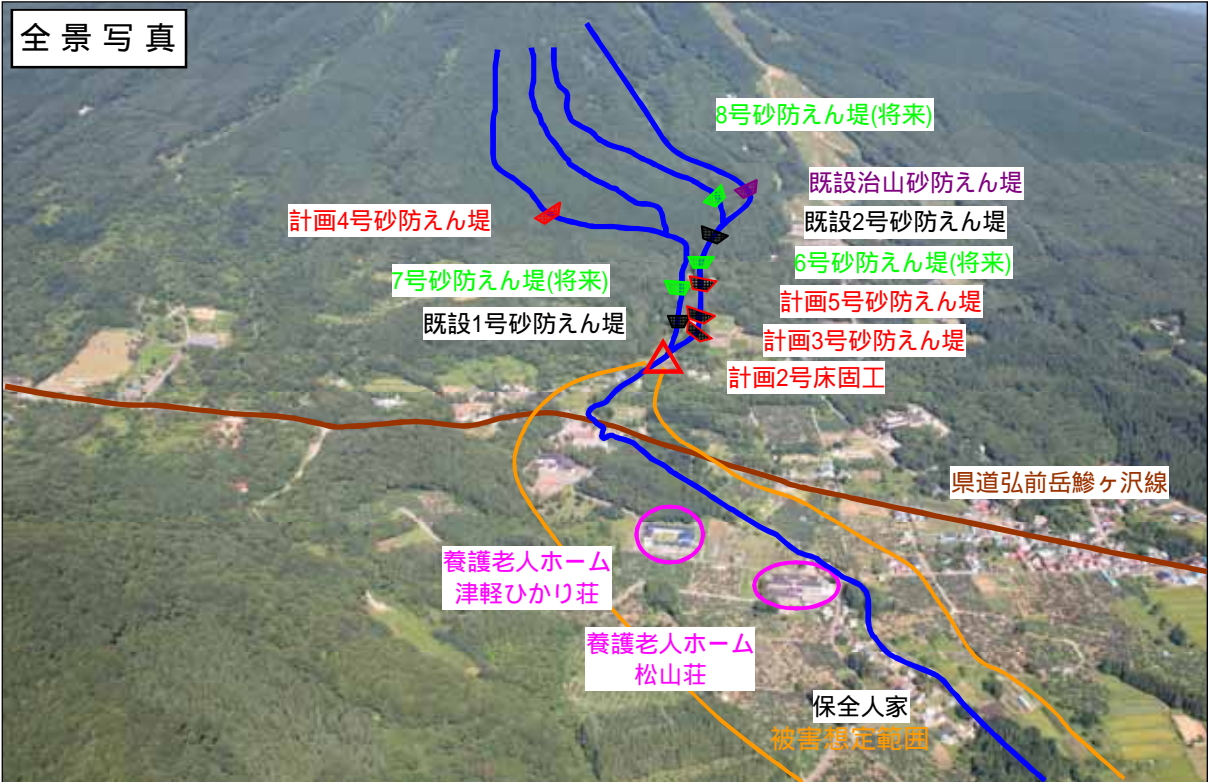 全景写真
8号砂防えん堤(将来)
既設治山砂防えん堤
計画4号砂防えん堤
既設2号砂防えん堤
6号砂防えん堤(将来)
7号砂防えん堤(将来)
計画5号砂防えん堤
既設1号砂防えん堤
計画3号砂防えん堤
計画2号床固工
県道弘前岳鰺ヶ沢線
養護老人ホーム
津軽ひかり荘
養護老人ホーム
松山荘
保全人家
被害想定範囲